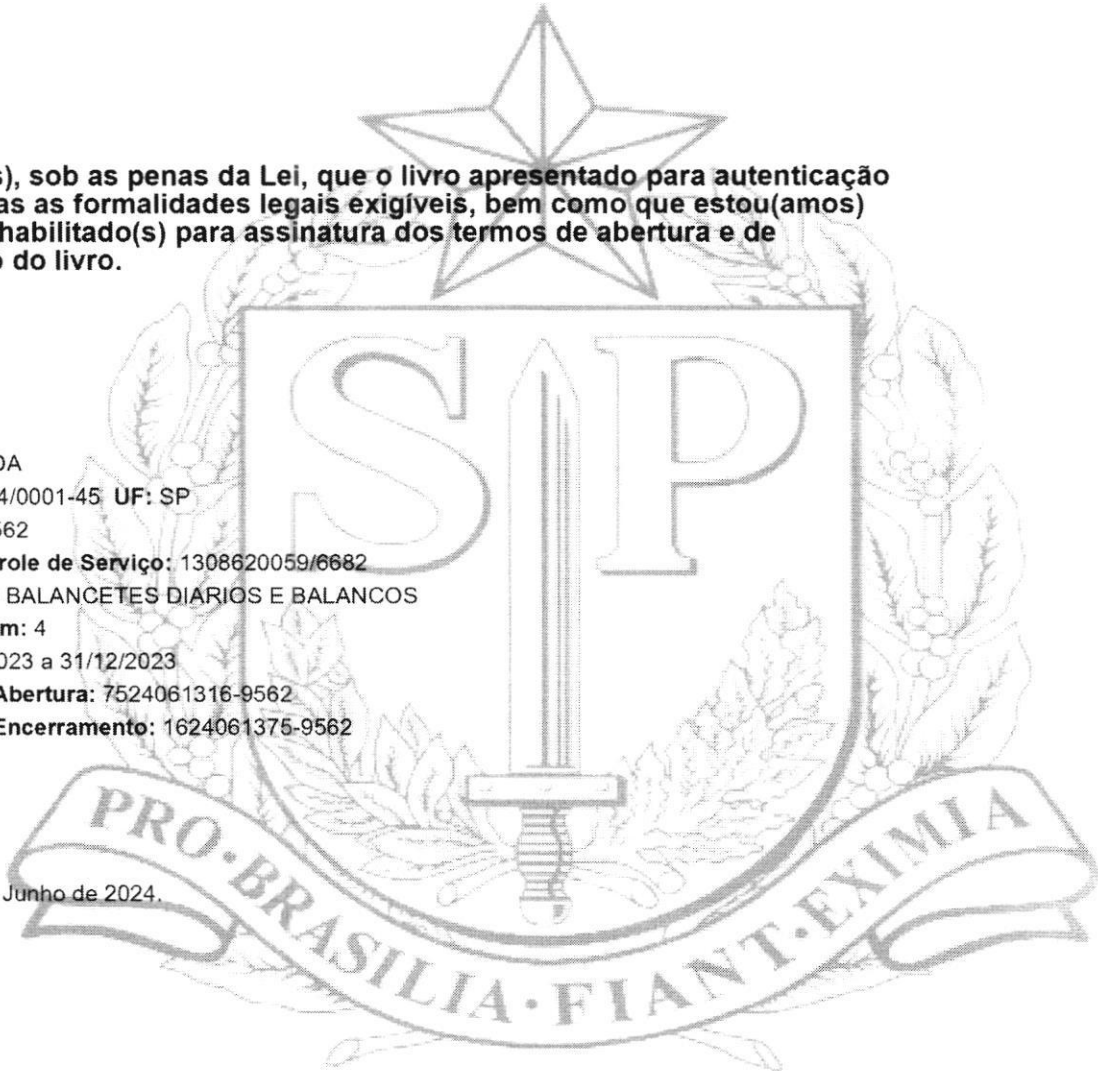 s), sob as penas da Lei, que o livro apresentado para autenticação
as as formalidades legais exigíveis, bem como que estou(amos)
habilitado(s) para assinatura dos termos de abertura e de
o do livro.
SP
DA
4/0001-45 UF: SP
562
role de Serviço: 1308620059/6682
BALANCETES DIARIOS E BALANCOS
m: 4
023 a 31/12/2023
Abertura: 7524061316-9562
Encerramento: 1624061375-9562
Junho de 2024.
PRO·BRASILIA·FIANT·EXIMIA